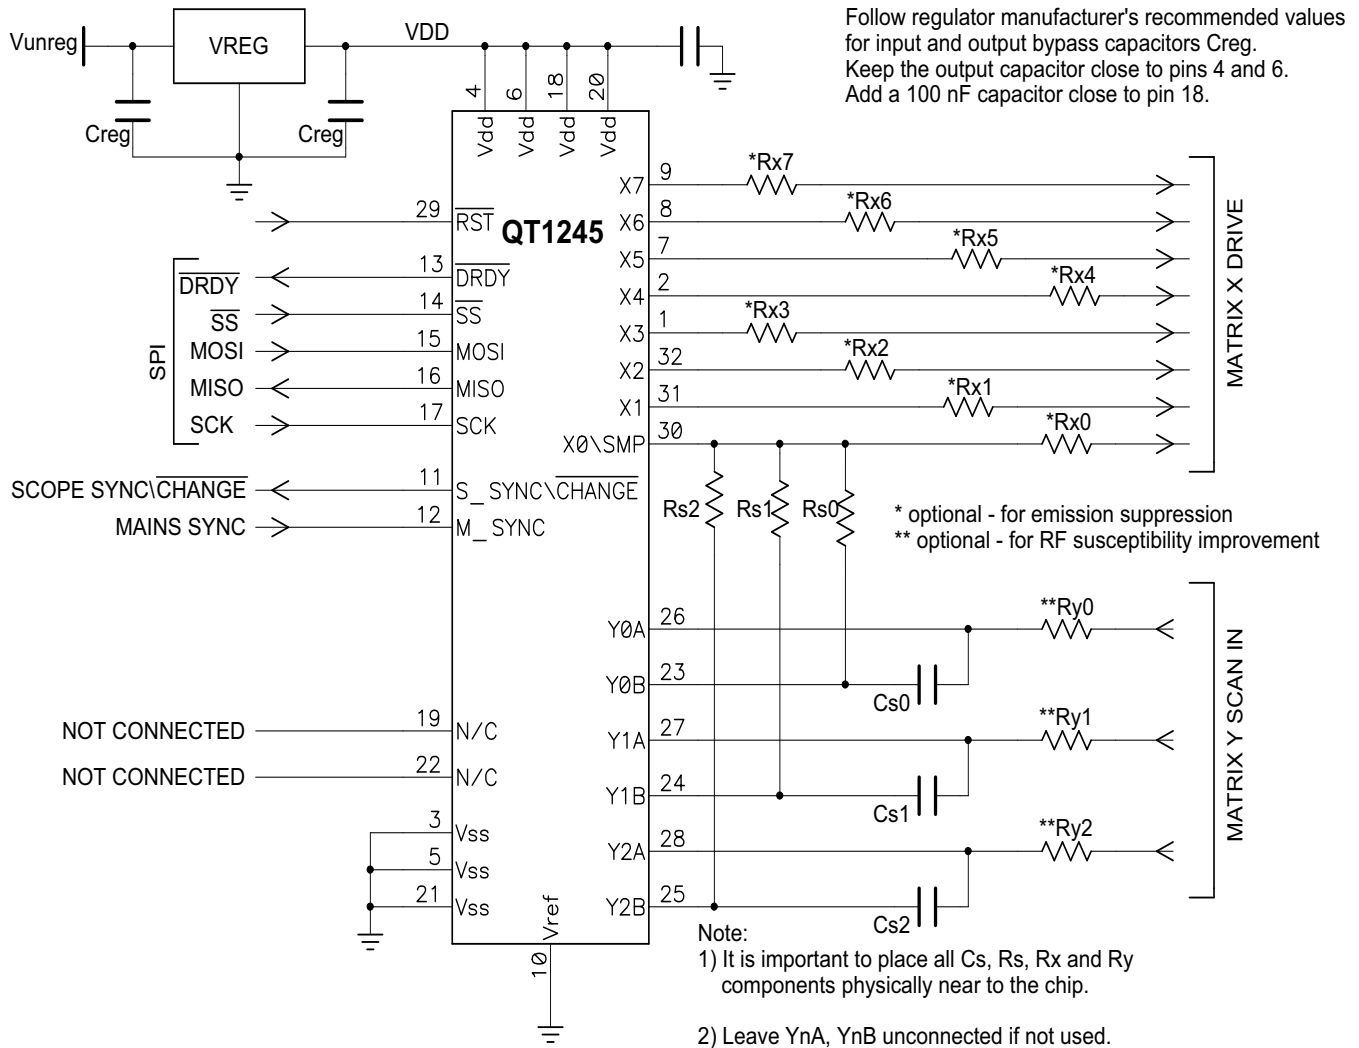 Follow regulator manufacturer's recommended values
for input and output bypass capacitors Creg.
Keep the output capacitor close to pins 4 and 6.
Add a 100 nF capacitor close to pin 18.
Vunreg
VREG
VDD
Creg
Creg
4
6
18
20
Vdd
Vdd
Vdd
Vdd
QT1245
29
RST
SPI
DRDY
13
DRDY
SS
14
SS
MOSI
15
MOSI
MISO
16
MISO
SCK
17
SCK
SCOPE SYNC\CHANGE
11
S_SYNC\CHANGE
MAINS SYNC
12
M_SYNC
NOT CONNECTED
19
N/C
NOT CONNECTED
22
N/C
3
Vss
5
Vss
21
Vss
Vref
10
X7
9
*Rx7
X6
8
*Rx6
X5
7
*Rx5
X4
2
*Rx4
X3
1
*Rx3
X2
32
*Rx2
X1
31
*Rx1
X0\SMP
30
*Rx0
MATRIX X DRIVE
Rs2
Rs1
Rs0
* optional - for emission suppression
** optional - for RF susceptibility improvement
Y0A
26
**Ry0
Y0B
23
Cs0
Y1A
27
**Ry1
Y1B
24
Cs1
Y2A
28
**Ry2
Y2B
25
Cs2
MATRIX Y SCAN IN
Note:
1) It is important to place all Cs, Rs, Rx and Ry
components physically near to the chip.
2) Leave YnA, YnB unconnected if not used.